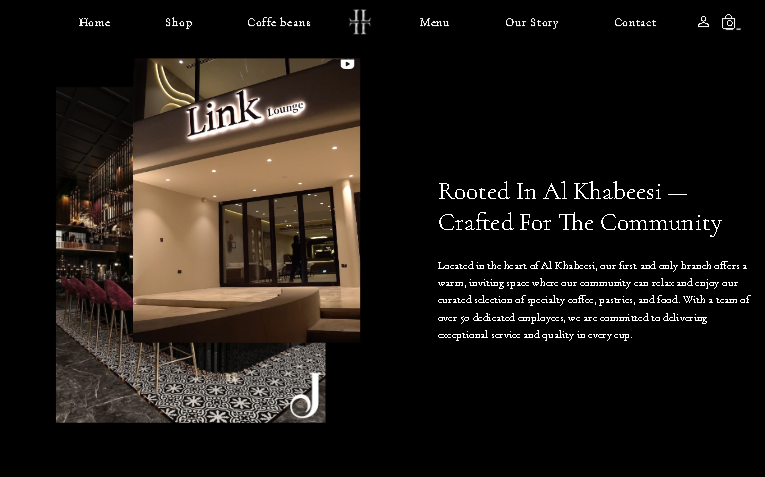 Home Shop Coffe beans Menu Our Story Contact
Link Lounge
Rooted In Al Khabeesi —
Crafted For The Community
Located in the heart of Al Khabeesi, our first and only branch offers a
warm, inviting space where our community can relax and enjoy our
curated selection of specialty coffee, pastries, and food. With a team of
over 50 dedicated employees, we are committed to delivering
exceptional service and quality in every cup.
J